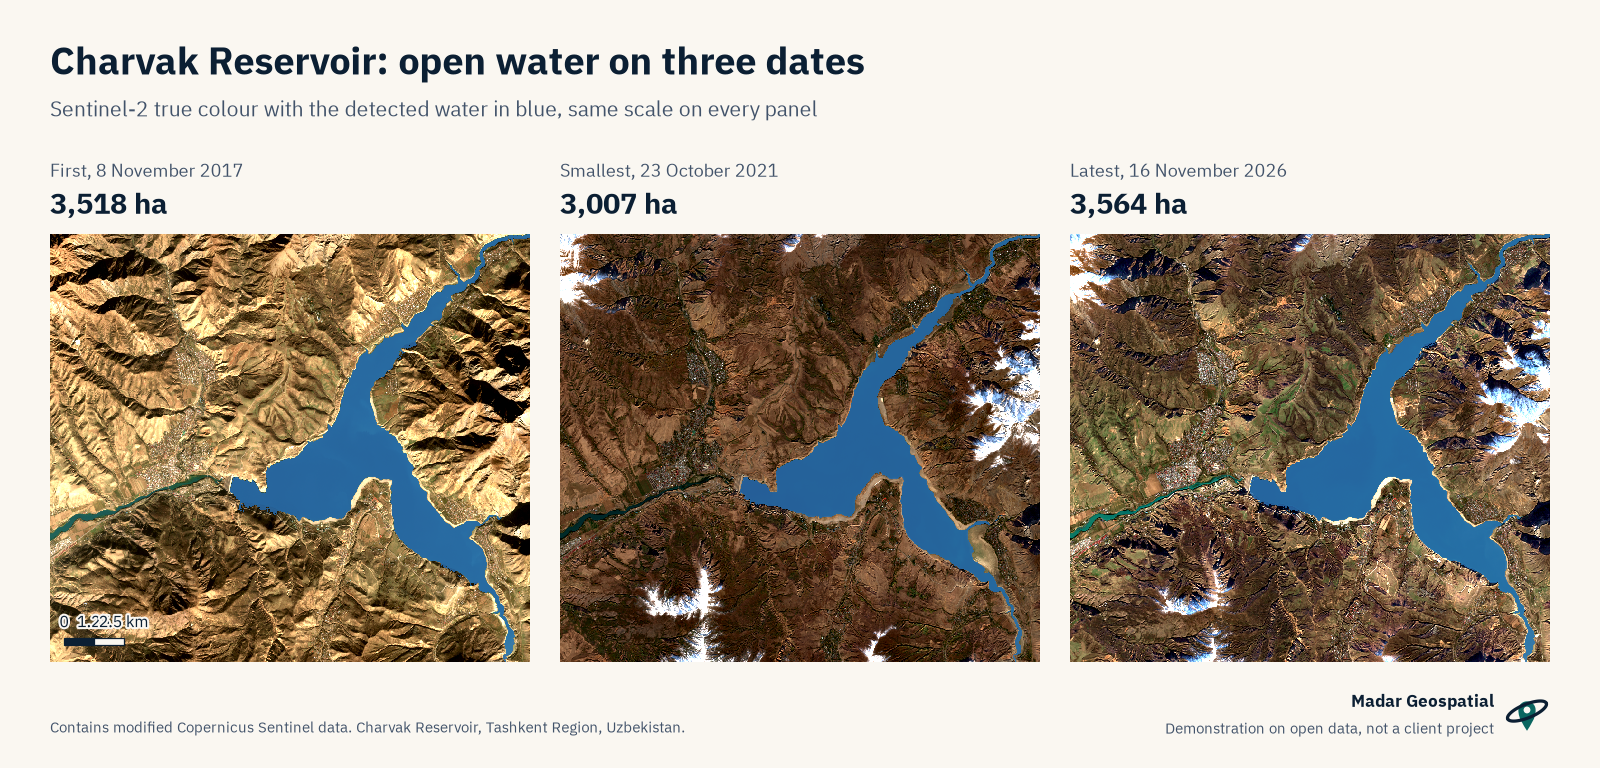 Charvak Reservoir: open water on three dates
Sentinel-2 true colour with the detected water in blue, same scale on every panel
First, 8 November 2017
3,518 ha
Smallest, 23 October 2021
3,007 ha
Latest, 16 November 2026
3,564 ha
0 1.22.5 km
Madar Geospatial
Contains modified Copernicus Sentinel data. Charvak Reservoir, Tashkent Region, Uzbekistan.
Demonstration on open data, not a client project